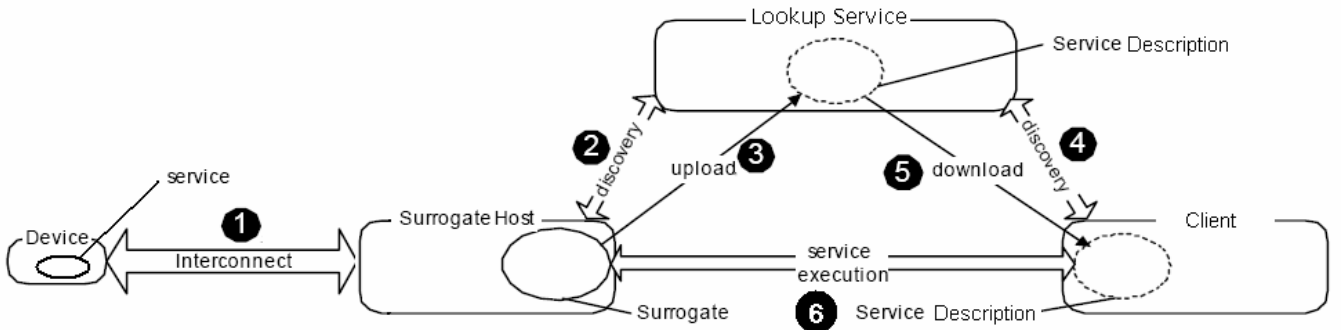 Lookup Service
Service Description
2
discovery
upload
3
5
download
4
discovery
service
1
Device
Interconnect
Surrogate Host
Client
service
execution
Surrogate
6
Service Description